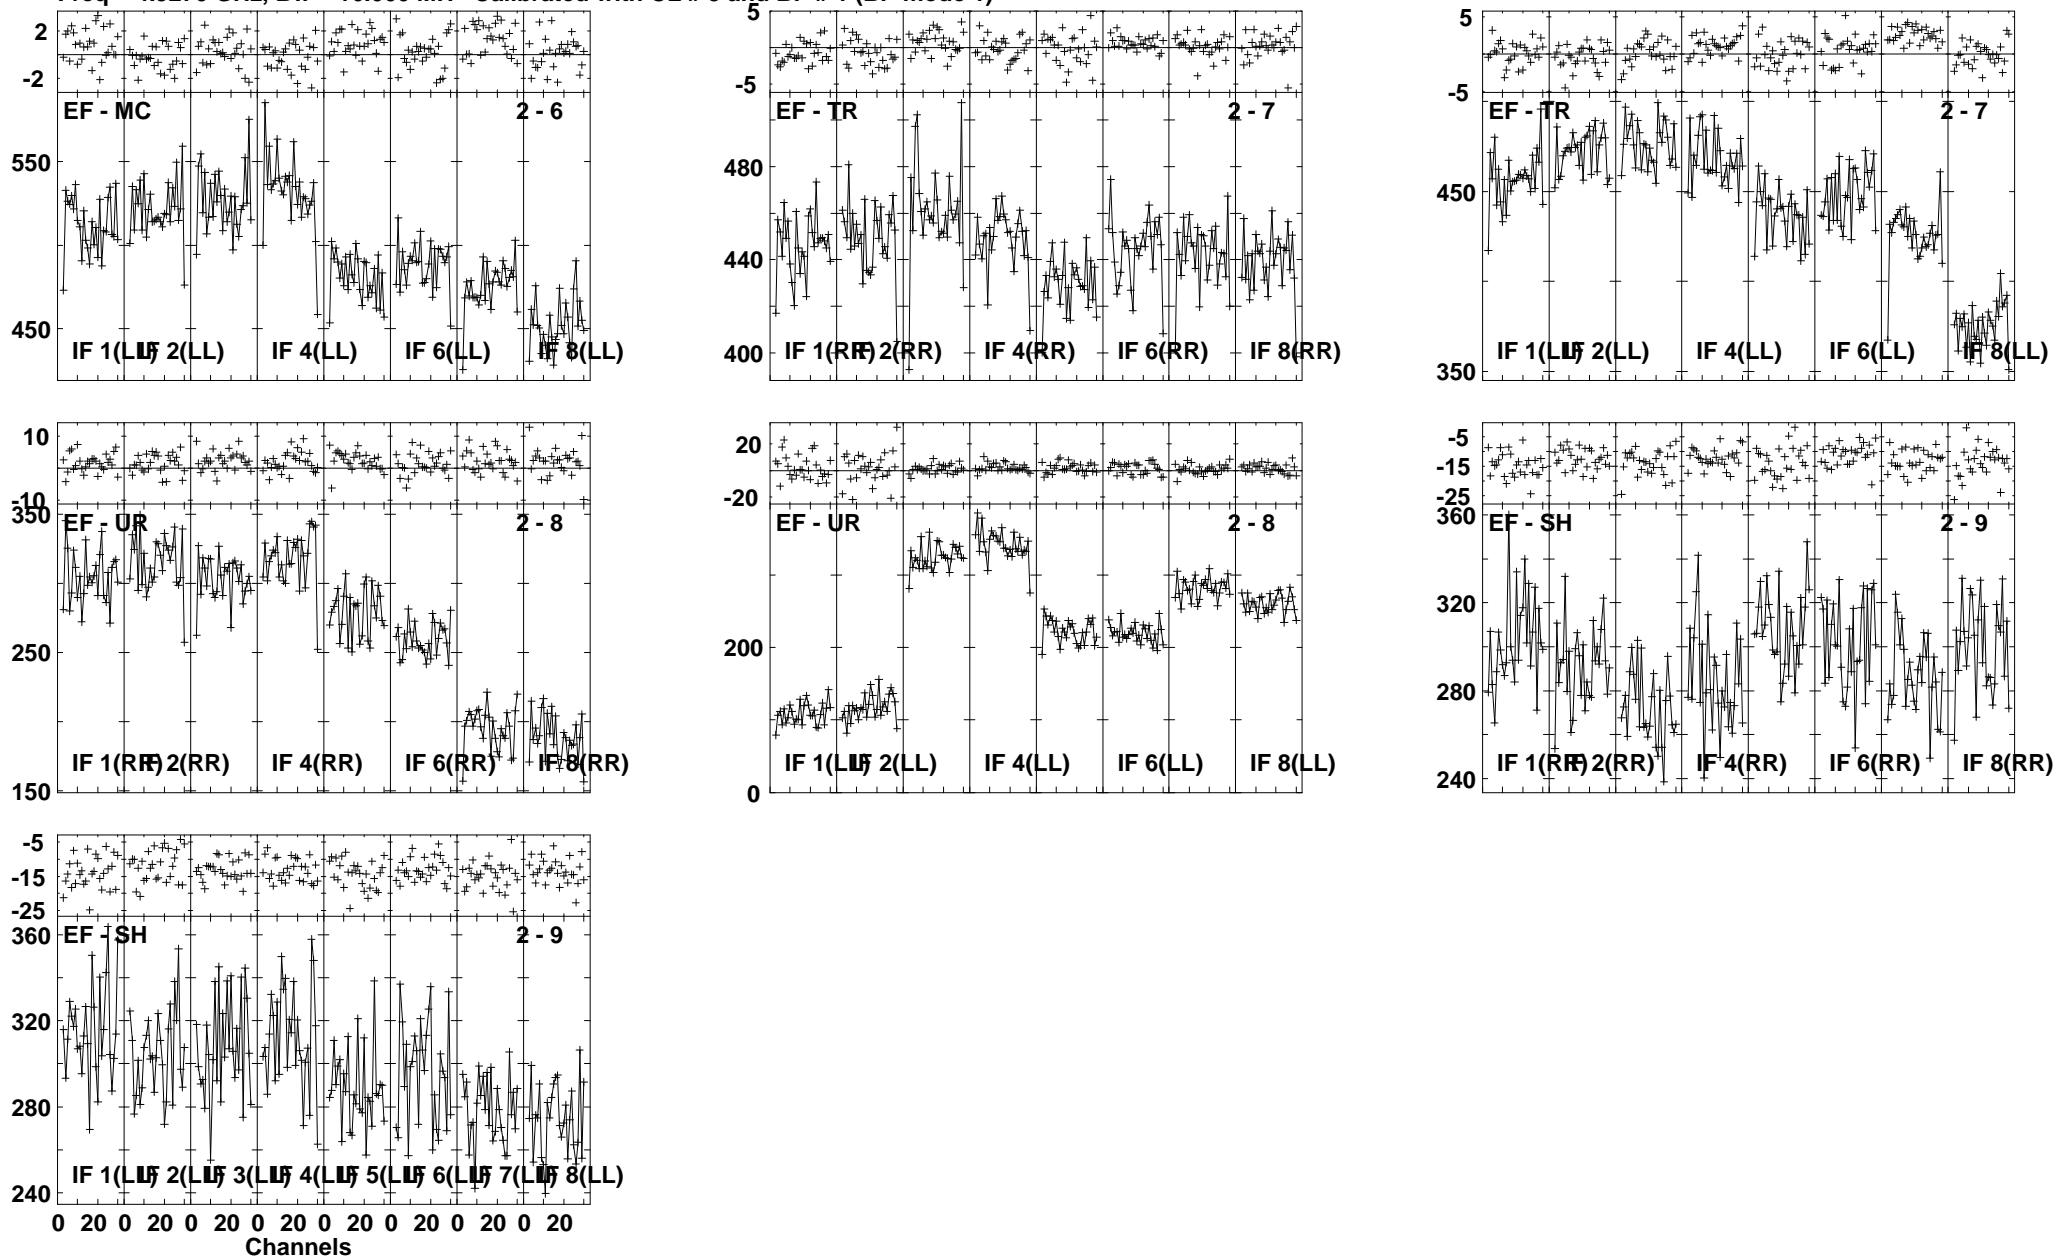 5
2
-2
EF - MC 2 - 6
550
450
IF 1(LL) IF 2(LL) IF 4(LL) IF 6(LL) IF 8(LL)
-5
EF - TR 2 - 7
480
440
400
IF 1(RR) IF 2(RR) IF 4(RR) IF 6(RR) IF 8(RR)
5
-5
EF - TR 2 - 7
450
350
IF 1(LL) IF 2(LL) IF 4(LL) IF 6(LL) IF 8(LL)
10
-10
350
EF - UR 2 - 8
250
150
IF 1(RR) IF 2(RR) IF 4(RR) IF 6(RR) IF 8(RR)
20
-20
EF - UR 2 - 8
200
0
IF 1(LL) IF 2(LL) IF 4(LL) IF 6(LL) IF 8(LL)
-5
-15
-25
360
EF - SH 2 - 9
320
280
240
IF 1(RR) IF 2(RR) IF 4(RR) IF 6(RR) IF 8(RR)
-5
-15
-25
360
EF - SH 2 - 9
320
280
240
IF 1(LL) IF 2(LL) IF 3(LL) IF 4(LL) IF 5(LL) IF 6(LL) IF 7(LL) IF 8(LL)
0 20 0 20 0 20 0 20 0 20 0 20 0 20 0 20
Channels